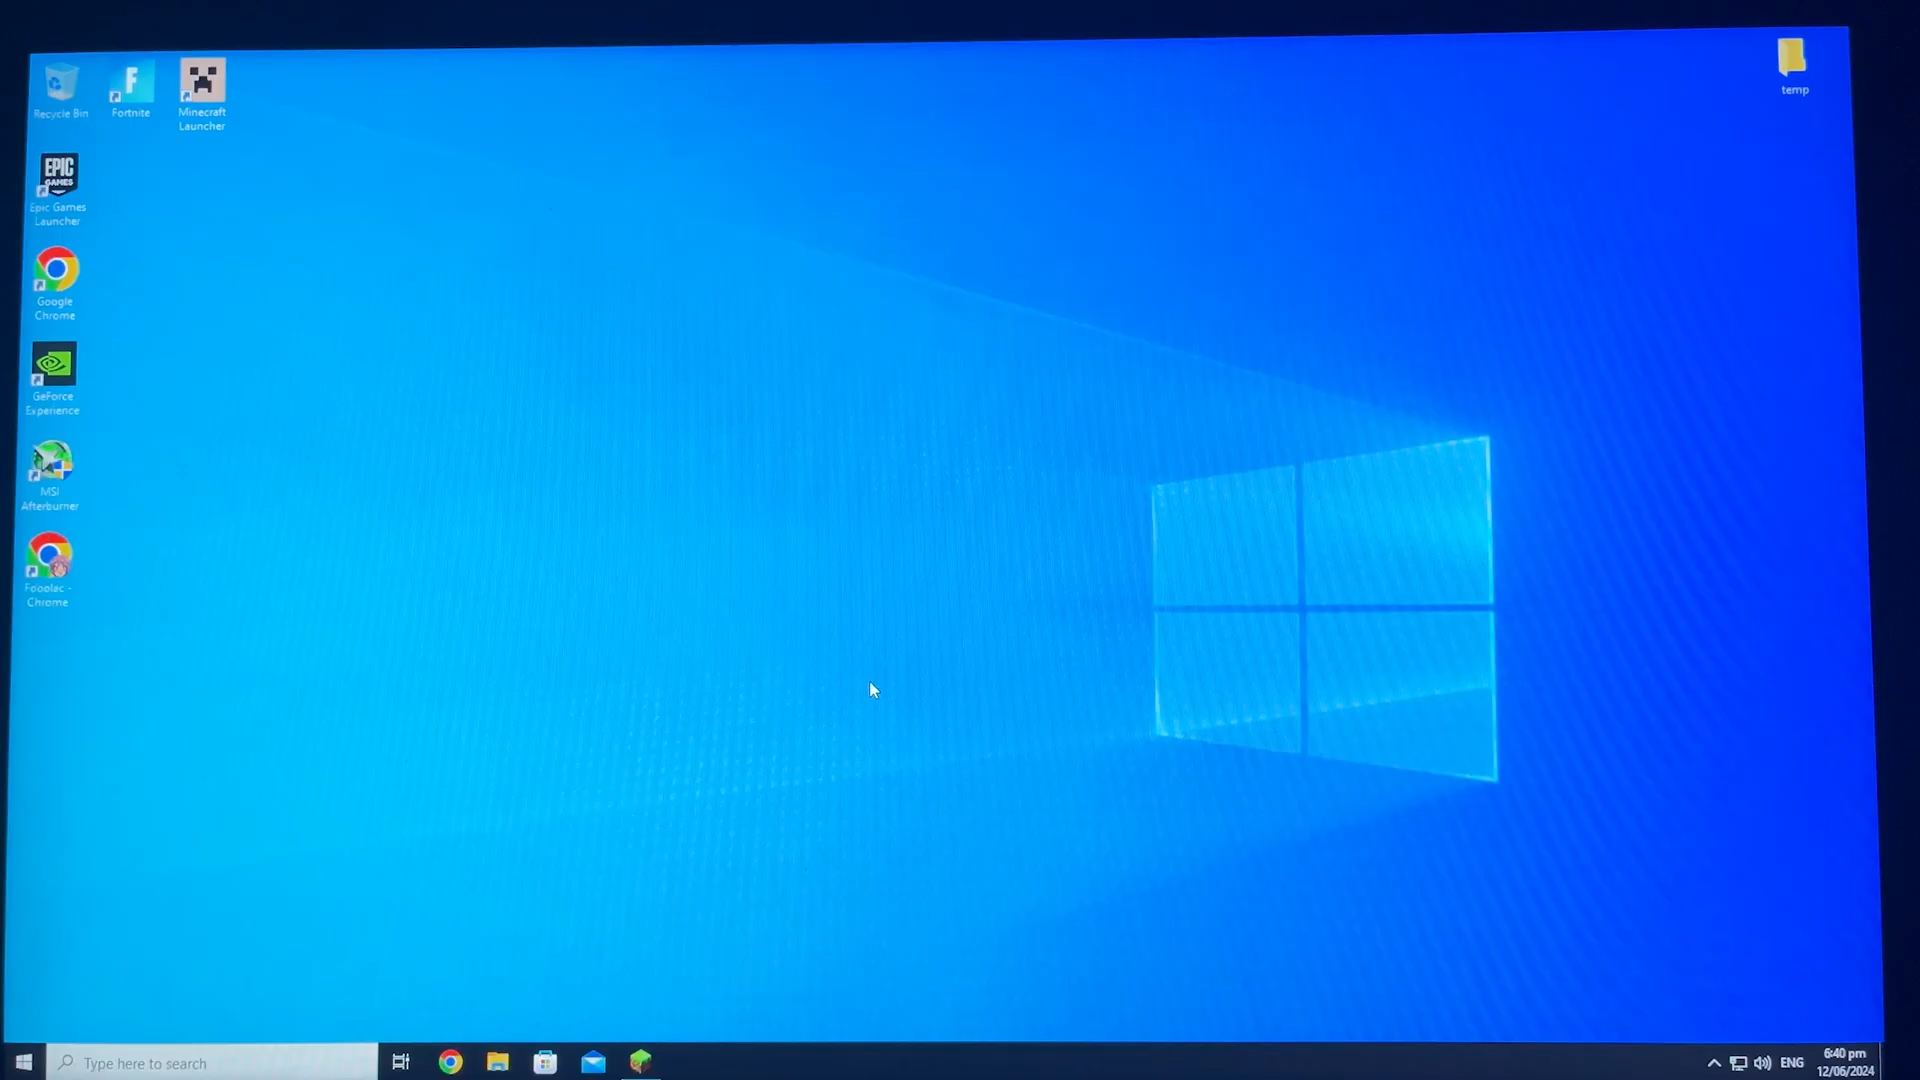 Recycle Bin
F
Fortnite
Minecraft
Launcher
temp
EPIC
GAMES
Epic Games
Launcher
Google
Chrome
GeForce
Experience
MSI
Afterburner
Chrome
Type here to search
ENG
6:40 pm
12/06/2024